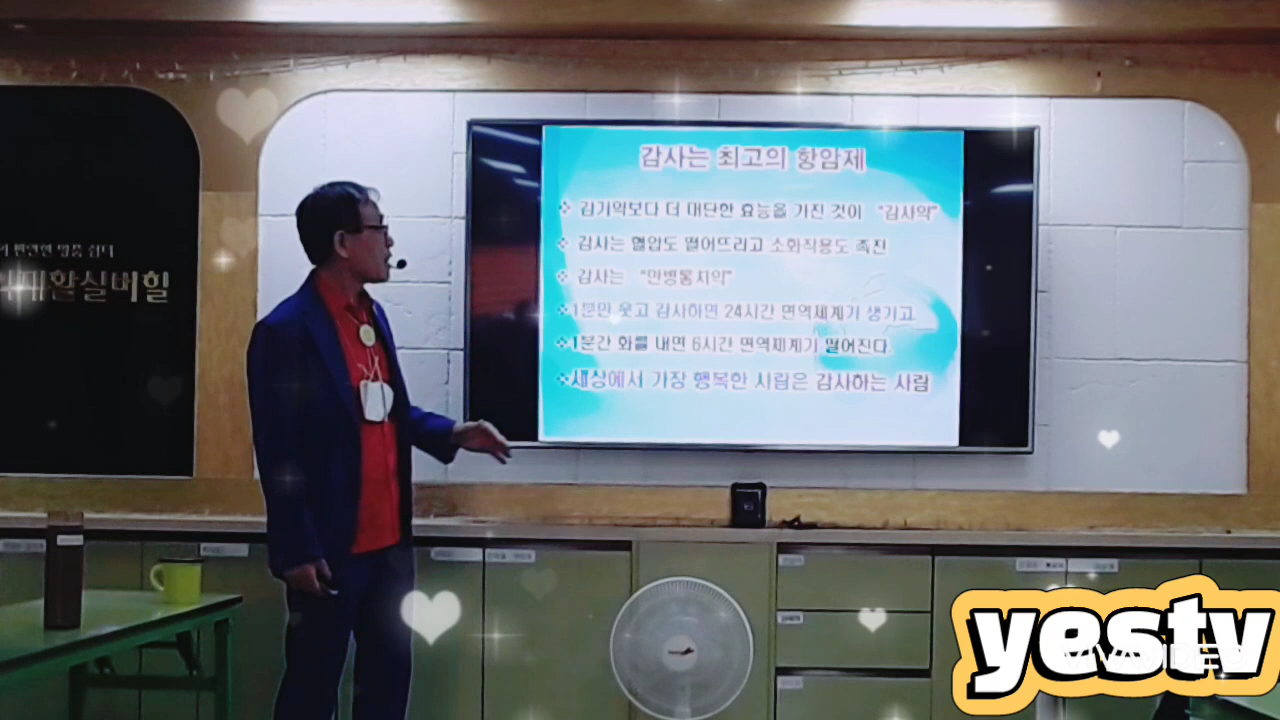 감사는 최고의 항암제
❖ 감기약보다 더 대단한 효능을 가진 것이 "감사약"
❖ 감사는 혈압도 떨어뜨리고 소화작용도 촉진
❖ 감사는 "만병통치약"
❖1분만 웃고 감사하면 24시간 면역체계가 생기고
❖1분간 화를 내면 6시간 면역체계가 떨어진다
❖세상에서 가장 행복한 사람은 감사하는 사람
재활실버힐
yestv